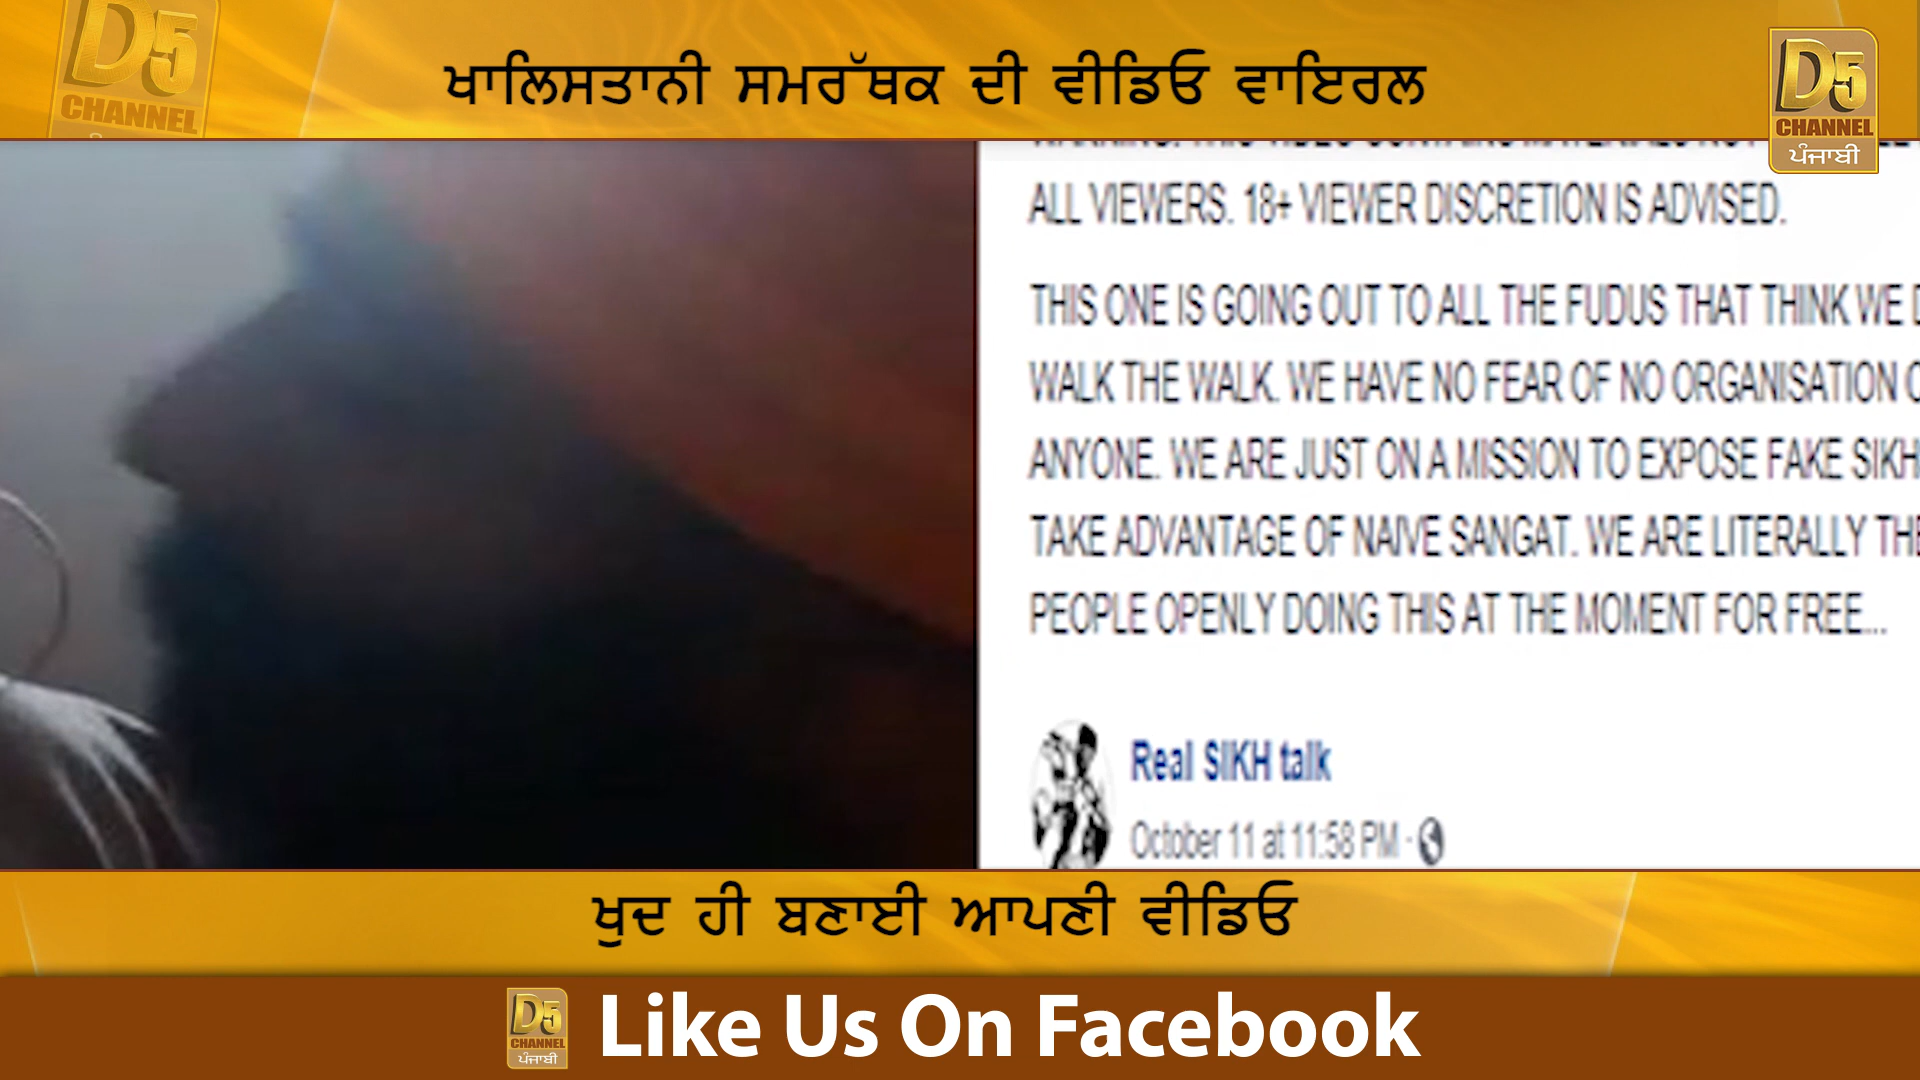 D5
CHANNEL
ਖਾਲਿਸਤਾਨੀ ਸਮਰੱਥਕ ਦੀ ਵੀਡਿਓ ਵਾਇਰਲ
D5
CHANNEL
ਪੰਜਾਬੀ
ALL VIEWERS. 18+ VIEWER DISCRETION IS ADVISED.
THIS ONE IS GOING OUT TO ALL THE FUDUS THAT THINK WE
WALK THE WALK. WE HAVE NO FEAR OF NO ORGANISATION
ANYONE. WE ARE JUST ON A MISSION TO EXPOSE FAKE SIKH
TAKE ADVANTAGE OF NAIVE SANGAT. WE ARE LITERALLY THE
PEOPLE OPENLY DOING THIS AT THE MOMENT FOR FREE...
Real SIKH talk
October 11 at 11:58 PM ·
ਖੁਦ ਹੀ ਬਣਾਈ ਆਪਣੀ ਵੀਡਿਓ
D5
CHANNEL
ਪੰਜਾਬੀ
Like Us On Facebook